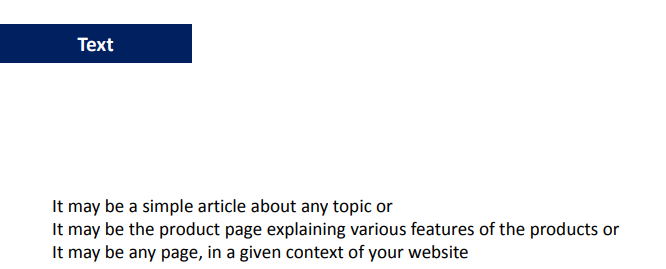 Text
It may be a simple article about any topic or
It may be the product page explaining various features of the products or
It may be any page, in a given context of your website